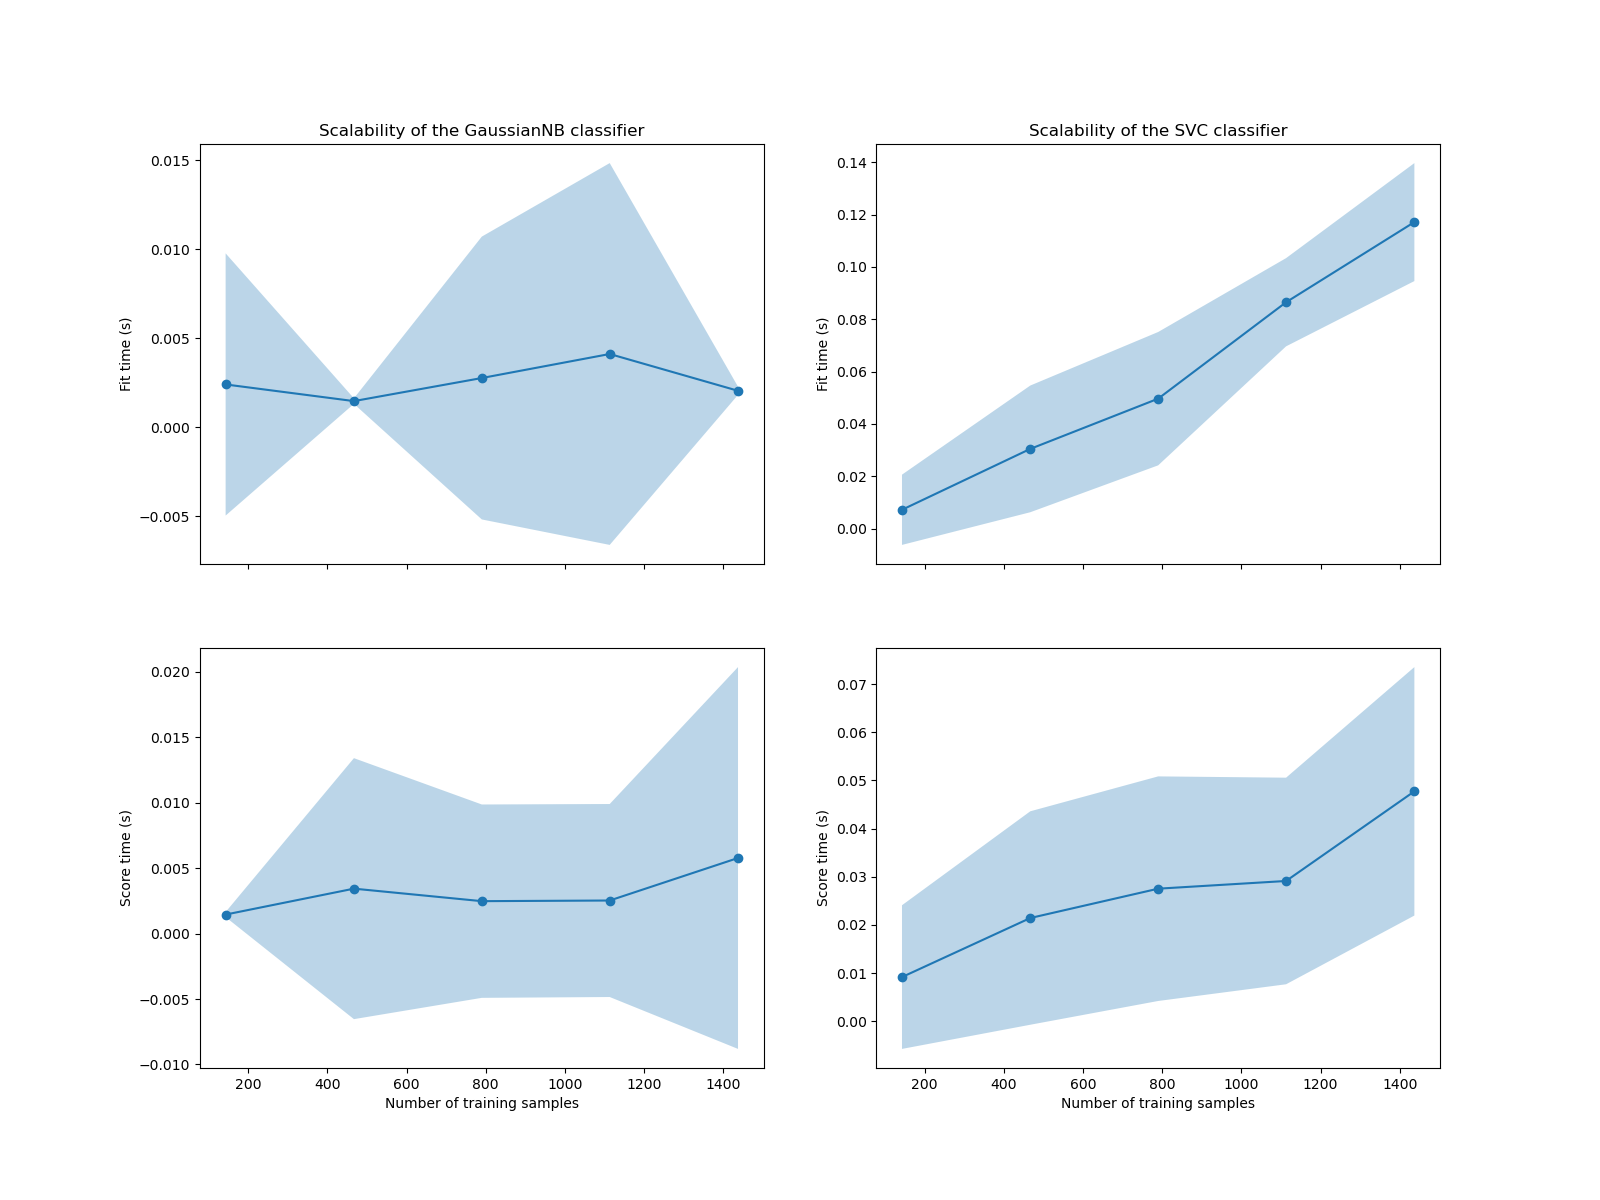 Scalability of the GaussianNB classifier
0.015
0.010
0.005
0.000
−0.005
Fit time (s)
Scalability of the SVC classifier
0.14
0.12
0.10
0.08
0.06
0.04
0.02
0.00
Fit time (s)
0.020
0.015
0.010
0.005
0.000
−0.005
−0.010
Score time (s)
200 400 600 800 1000 1200 1400
Number of training samples
0.07
0.06
0.05
0.04
0.03
0.02
0.01
0.00
Score time (s)
200 400 600 800 1000 1200 1400
Number of training samples